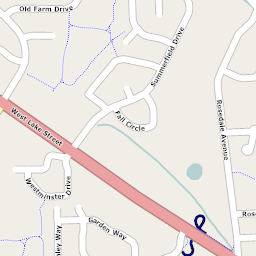 Old Farm Drive
Summerfield Drive
West Lake Street
Fall Circle
Rosedale Avenue
Westminster Drive
Garden Way